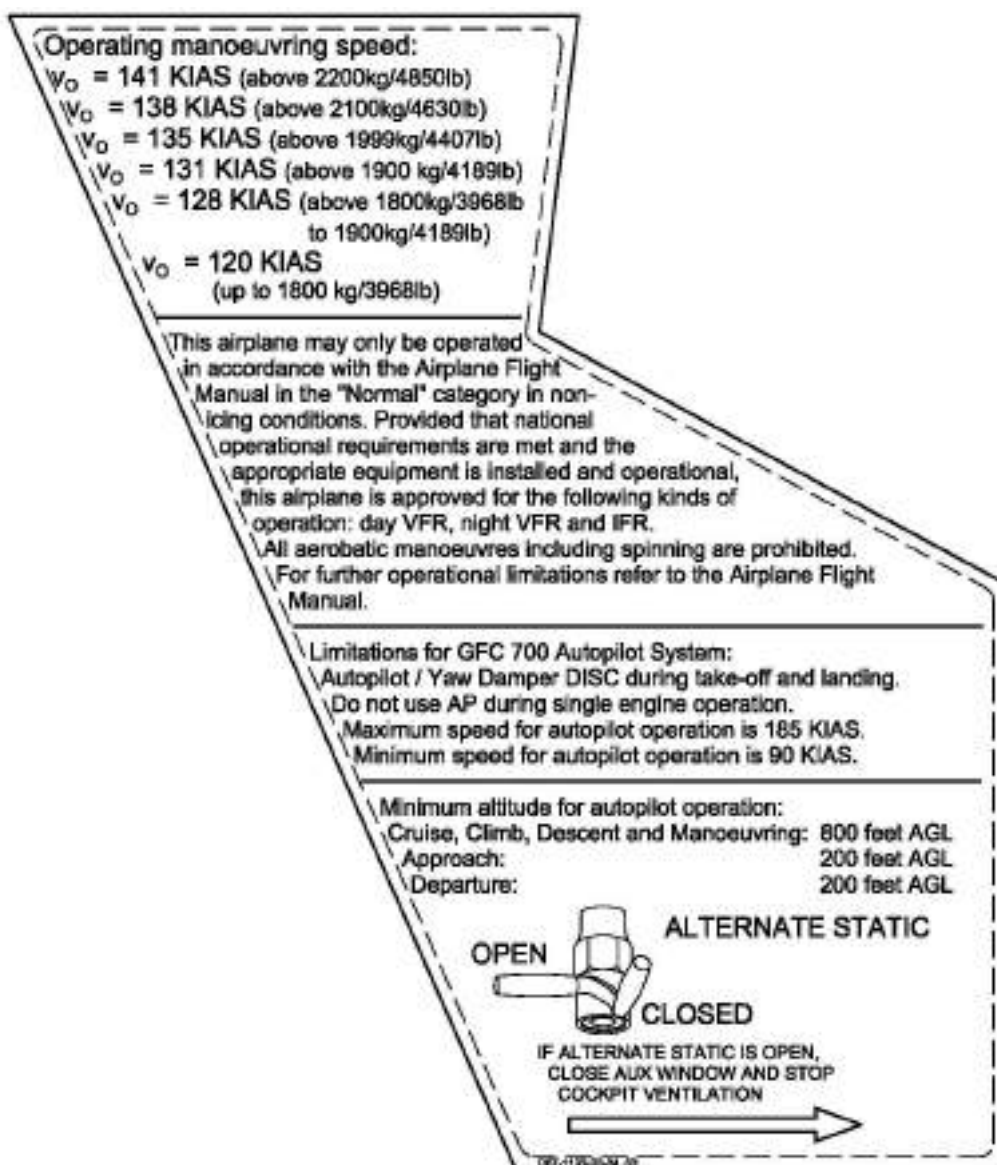 Operating manoeuvring speed:
vO = 141 KIAS (above 2200kg/4850lb)
vO = 138 KIAS (above 2100kg/4630lb)
vO = 135 KIAS (above 1999kg/4407lb)
vO = 131 KIAS (above 1900 kg/4189lb)
vO = 128 KIAS (above 1800kg/3968lb
to 1900kg/4189lb)
vO = 120 KIAS
(up to 1800 kg/3968lb)
This airplane may only be operated
in accordance with the Airplane Flight
Manual in the "Normal" category in non-
icing conditions. Provided that national
operational requirements are met and the
appropriate equipment is installed and operational,
this airplane is approved for the following kinds of
operation: day VFR, night VFR and IFR.
All aerobatic manoeuvres including spinning are prohibited.
For further operational limitations refer to the Airplane Flight
Manual.
Limitations for GFC 700 Autopilot System:
Autopilot / Yaw Damper DISC during take-off and landing.
Do not use AP during single engine operation.
Maximum speed for autopilot operation is 185 KIAS.
Minimum speed for autopilot operation is 90 KIAS.
Minimum altitude for autopilot operation:
Cruise, Climb, Descent and Manoeuvring: 800 feet AGL
Approach: 200 feet AGL
Departure: 200 feet AGL
ALTERNATE STATIC
OPEN
CLOSED
IF ALTERNATE STATIC IS OPEN,
CLOSE AUX WINDOW AND STOP
COCKPIT VENTILATION